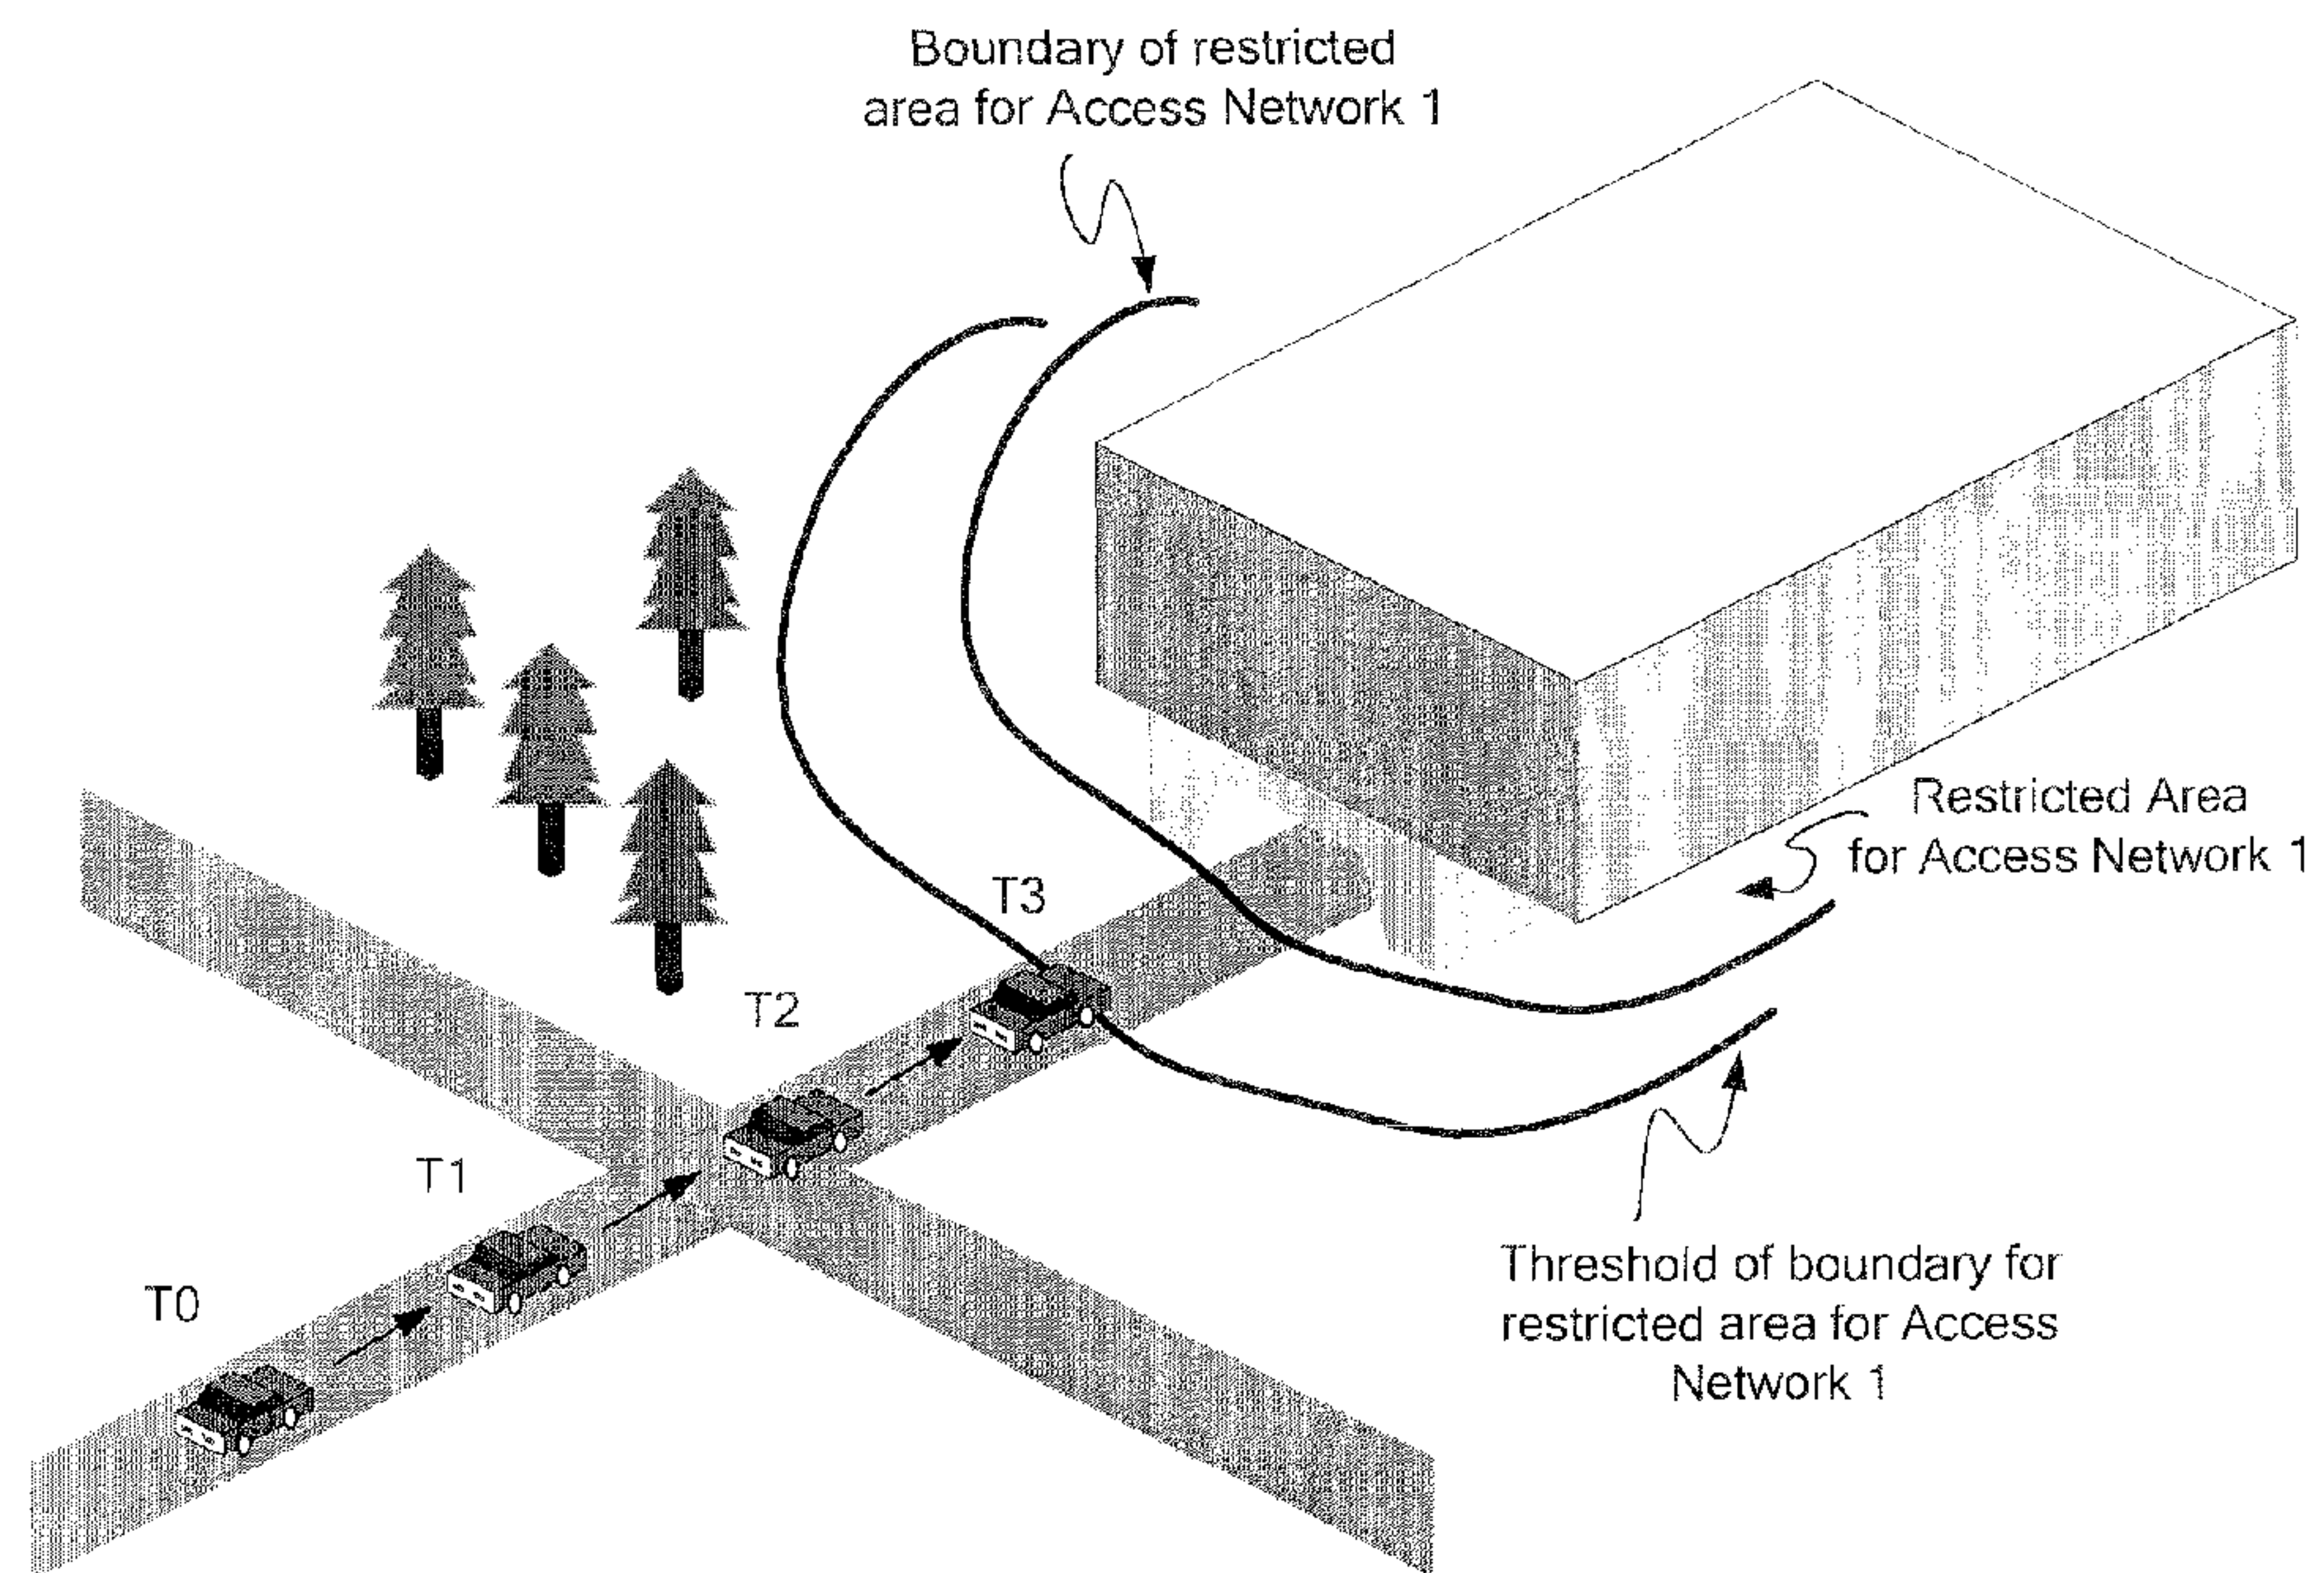 Boundary of restricted
area for Access Network 1
Restricted Area
for Access Network 1
T3
T2
T1
T0
Threshold of boundary for
restricted area for Access
Network 1